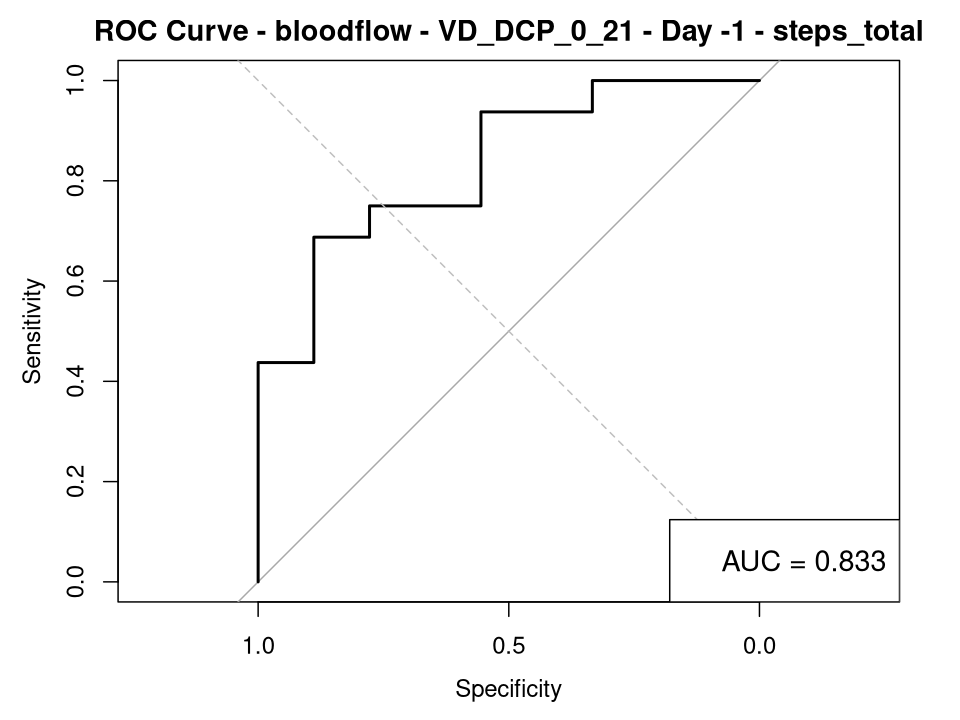 ROC Curve - bloodflow - VD_DCP_0_21 - Day -1 - steps_total
Sensitivity
1.0
0.8
0.6
0.4
0.2
0.0
AUC = 0.833
1.0 0.5 0.0
Specificity